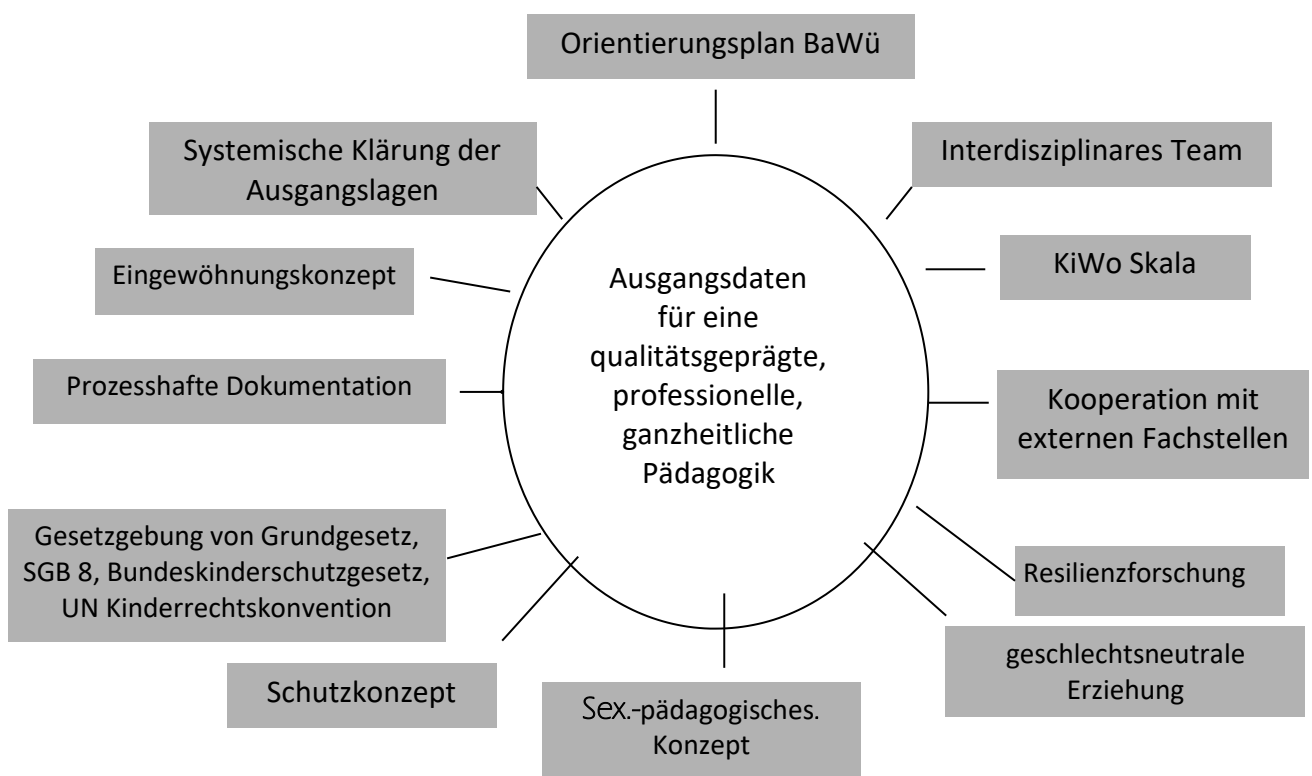 Orientierungsplan BaWü
Systemische Klärung der
Ausgangslagen
Interdisziplinares Team
Eingewöhnungskonzept
KiWo Skala
Ausgangsdaten
für eine
qualitätsgeprägte,
professionelle,
ganzheitliche
Pädagogik
Prozesshafte Dokumentation
Kooperation mit
externen Fachstellen
Gesetzgebung von Grundgesetz,
SGB 8, Bundeskinderschutzgesetz,
UN Kinderrechtskonvention
Resilienzforschung
geschlechtsneutrale
Erziehung
Schutzkonzept
Sex.-pädagogisches.
Konzept